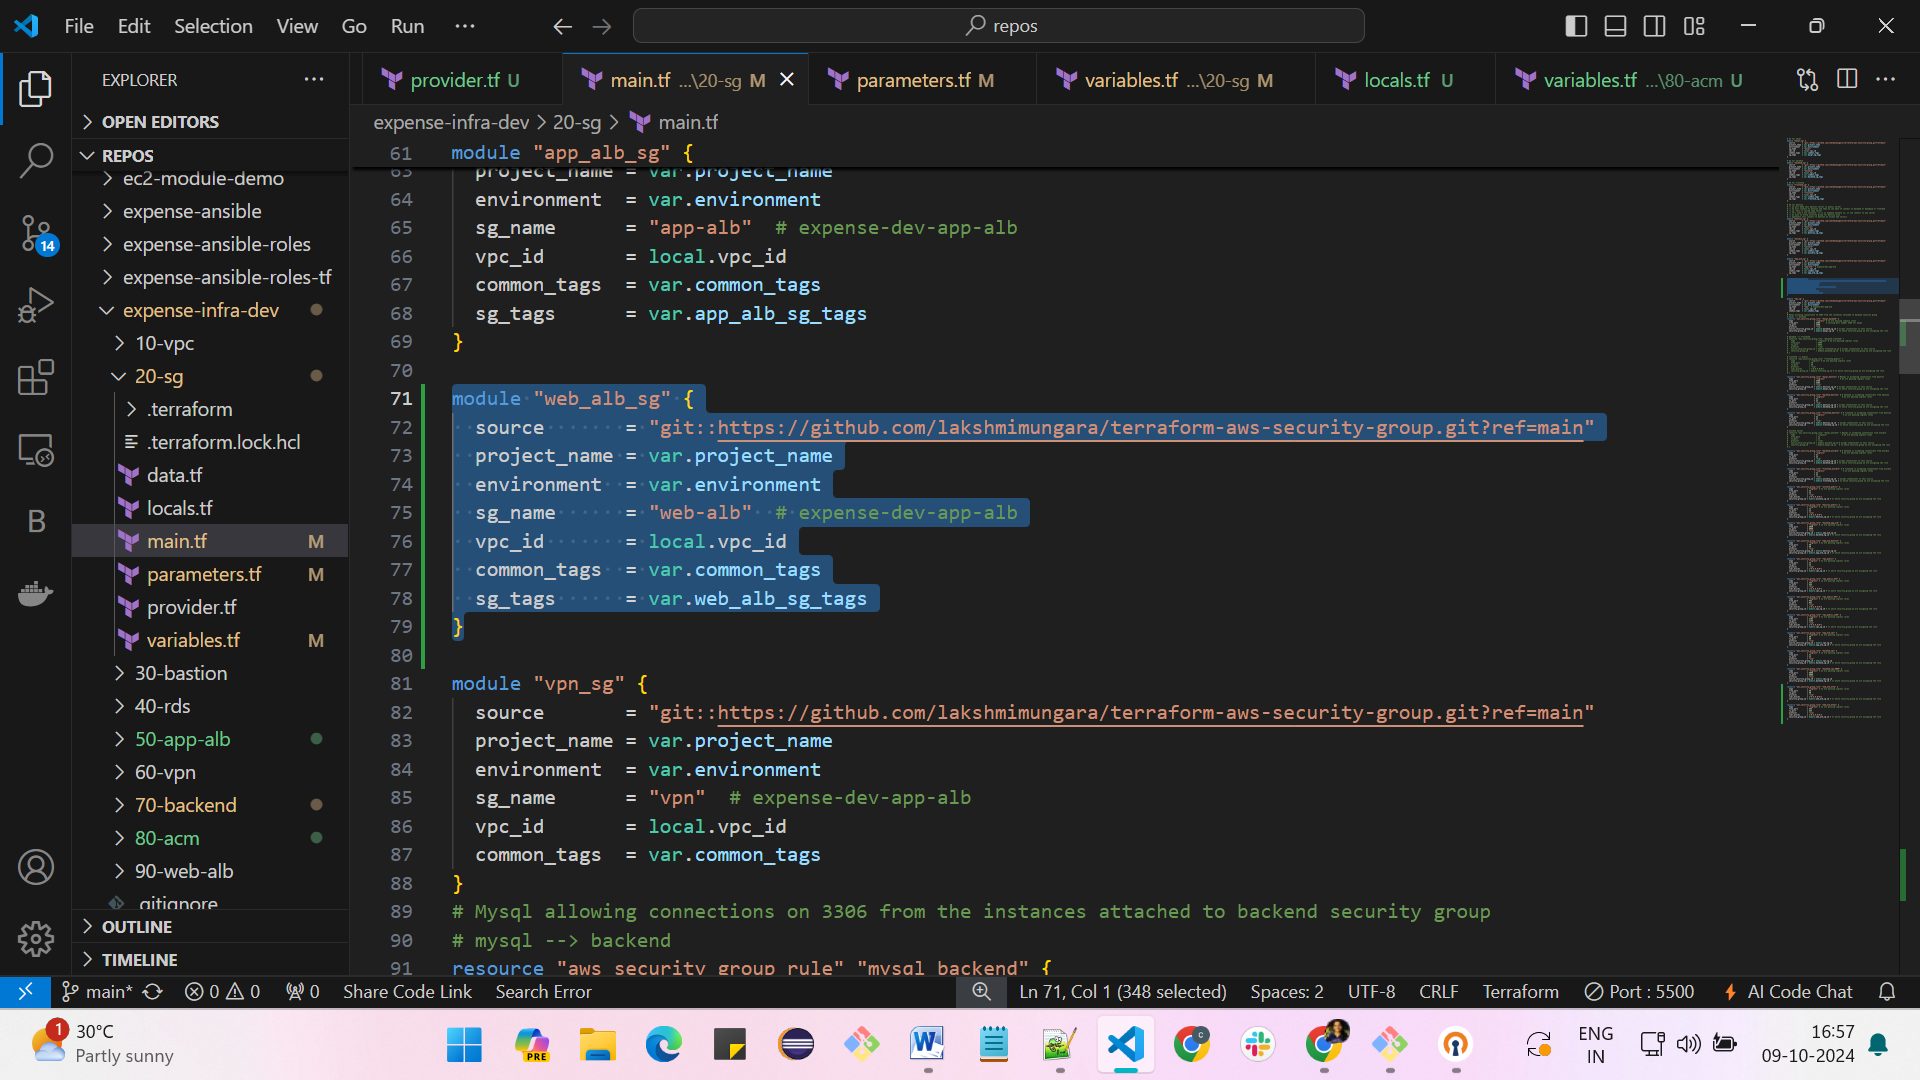 File Edit Selection View Go Run ··· repos
EXPLORER ···
provider.tf U
main.tf ...\20-sg M
parameters.tf M
variables.tf ...\20-sg M
locals.tf U
variables.tf ...\80-acm U
OPEN EDITORS
REPOS
ec2-module-demo
expense-ansible
expense-ansible-roles
expense-ansible-roles-tf
expense-infra-dev
10-vpc
20-sg
.terraform
.terraform.lock.hcl
data.tf
locals.tf
main.tf M
parameters.tf M
provider.tf
variables.tf M
30-bastion
40-rds
50-app-alb
60-vpn
70-backend
80-acm
90-web-alb
.gitignore
OUTLINE
TIMELINE
14
B
expense-infra-dev > 20-sg > main.tf
61 module "app_alb_sg" {
63 project_name = var.project_name
64 environment = var.environment
65 sg_name = "app-alb" # expense-dev-app-alb
66 vpc_id = local.vpc_id
67 common_tags = var.common_tags
68 sg_tags = var.app_alb_sg_tags
69 }
70
71 module "web_alb_sg" {
72 source = "git::https://github.com/lakshmimungara/terraform-aws-security-group.git?ref=main"
73 project_name = var.project_name
74 environment = var.environment
75 sg_name = "web-alb" # expense-dev-app-alb
76 vpc_id = local.vpc_id
77 common_tags = var.common_tags
78 sg_tags = var.web_alb_sg_tags
79 }
80
81 module "vpn_sg" {
82 source = "git::https://github.com/lakshmimungara/terraform-aws-security-group.git?ref=main"
83 project_name = var.project_name
84 environment = var.environment
85 sg_name = "vpn" # expense-dev-app-alb
86 vpc_id = local.vpc_id
87 common_tags = var.common_tags
88 }
89 # Mysql allowing connections on 3306 from the instances attached to backend security group
90 # mysql --> backend
91 resource "aws_security_group_rule" "mysql_backend" {
main* 0 0 0 Share Code Link Search Error Ln 71, Col 1 (348 selected) Spaces: 2 UTF-8 CRLF Terraform Port : 5500 AI Code Chat
1
30°C
Partly sunny
PRE
ENG
IN
16:57
09-10-2024